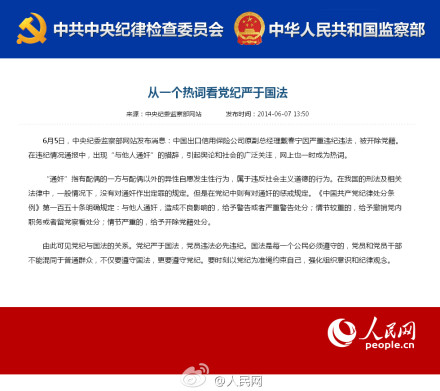 中共中央纪律检查委员会 中华人民共和国监察部
从一个热词看党纪严于国法
来源：中央纪委监察部网站 发布时间：2014-06-07 13:50
6月5日，中央纪委监察部网站发布消息：中国出口信用保险公司原副总经理戴春宁因严重违纪违法，被开除党籍。
在违纪情况通报中，出现“与他人通奸”的措辞，引起舆论和社会的广泛关注，网上也一时成为热词。
“通奸”指有配偶的一方与配偶以外的异性自愿发生性行为，属于违反社会主义道德的行为。在我国的刑法及相关
法律中，一般情况下，没有对通奸作出定罪的规定。但是在党纪中则有对通奸的惩戒规定。《中国共产党纪律处分条
例》第一百五十条明确规定：与他人通奸，造成不良影响的，给予警告或者严重警告处分；情节较重的，给予撤销党内
职务或者留党察看处分；情节严重的，给予开除党籍处分。
由此可见党纪与国法的关系。党纪严于国法，党员违法必先违纪。国法是每一个公民必须遵守的，党员和党员干部
不能混同于普通群众，不仅要遵守国法，更要遵守党纪。要时刻以党纪为准绳约束自己，强化组织意识和纪律观念。
人民网
people.cn
@人民网